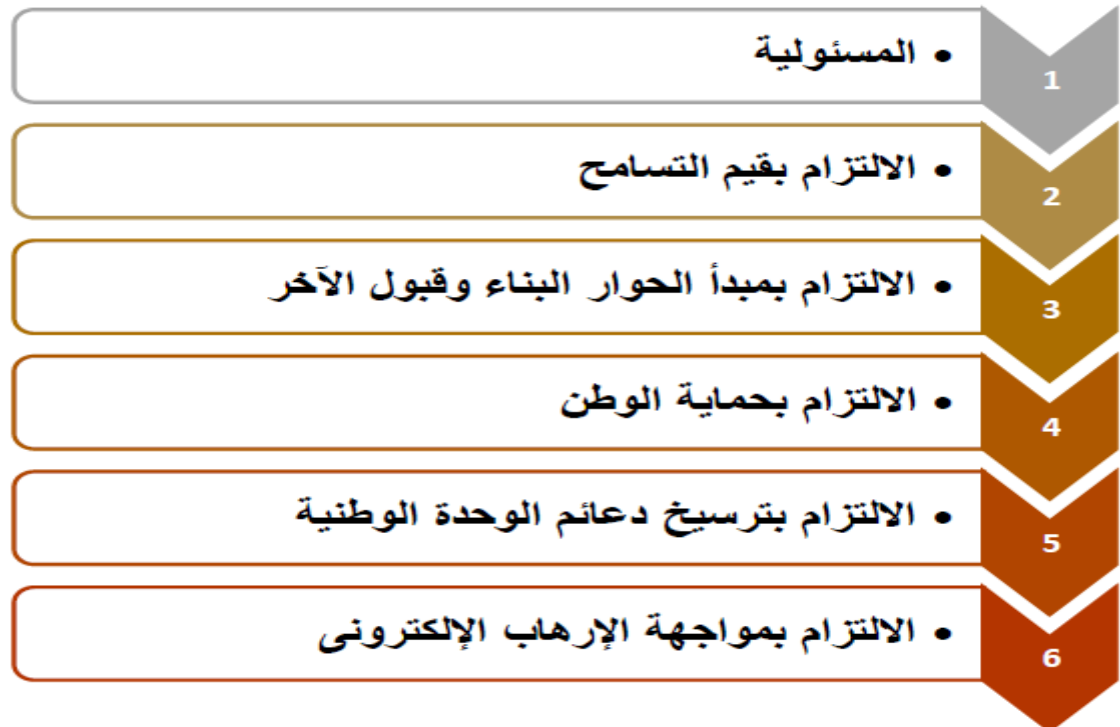 1
• المسئولية
2
• الالتزام بقيم التسامح
3
• الالتزام بمبدأ الحوار البناء وقبول الآخر
4
• الالتزام بحماية الوطن
5
• الالتزام بترسيخ دعائم الوحدة الوطنية
6
• الالتزام بمواجهة الإرهاب الإلكترونى